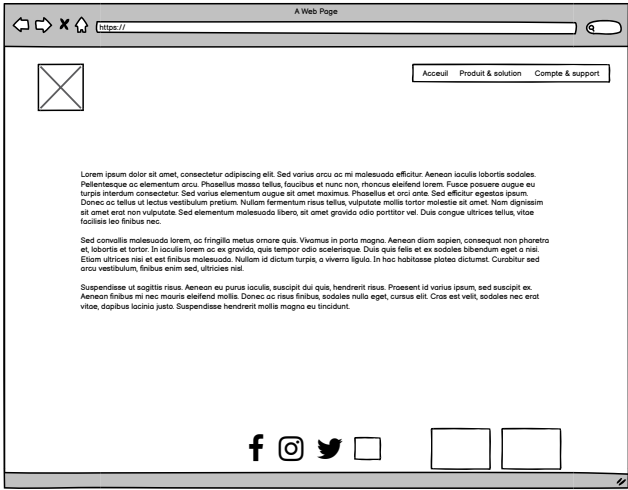 A Web Page
https://
Acceuil Produit & solution Compte & support
Lorem ipsum dolor sit amet, consectetur adipiscing elit. Sed varius arcu ac mi malesuada efficitur. Aenean iaculis lobortis sodales.
Pellentesque ac elementum arcu. Phasellus massa tellus, faucibus et nunc non, rhoncus eleifend lorem. Fusce posuere augue eu
turpis interdum consectetur. Sed varius elementum augue sit amet maximus. Phasellus et orci ante. Sed efficitur egestas ipsum.
Donec ac tellus ut lectus vestibulum pretium. Nullam fermentum risus tellus, vulputate mollis tortor molestie sit amet. Nam dignissim
sit amet erat non vulputate. Sed elementum malesuada libero, sit amet gravida odio porttitor vel. Duis congue ultrices tellus, vitae
facilisis leo finibus nec.
Sed convallis malesuada lorem, ac fringilla metus ornare quis. Vivamus in porta magna. Aenean diam sapien, consequat non pharetra
et, lobortis et tortor. In iaculis lorem ac ex gravida, quis tempor odio scelerisque. Duis quis felis et ex sodales bibendum eget a nisi.
Etiam ultrices nisi et est finibus malesuada. Nullam id dictum turpis, a viverra ligula. In hac habitasse platea dictumst. Curabitur sed
arcu vestibulum, finibus enim sed, ultricies nisl.
Suspendisse ut sagittis risus. Aenean eu purus iaculis, suscipit dui quis, hendrerit risus. Praesent id varius ipsum, sed suscipit ex.
Aenean finibus mi nec mauris eleifend mollis. Donec ac risus finibus, sodales nulla eget, cursus elit. Cras est velit, sodales nec erat
vitae, dapibus lacinia justo. Suspendisse hendrerit mollis magna eu tincidunt.